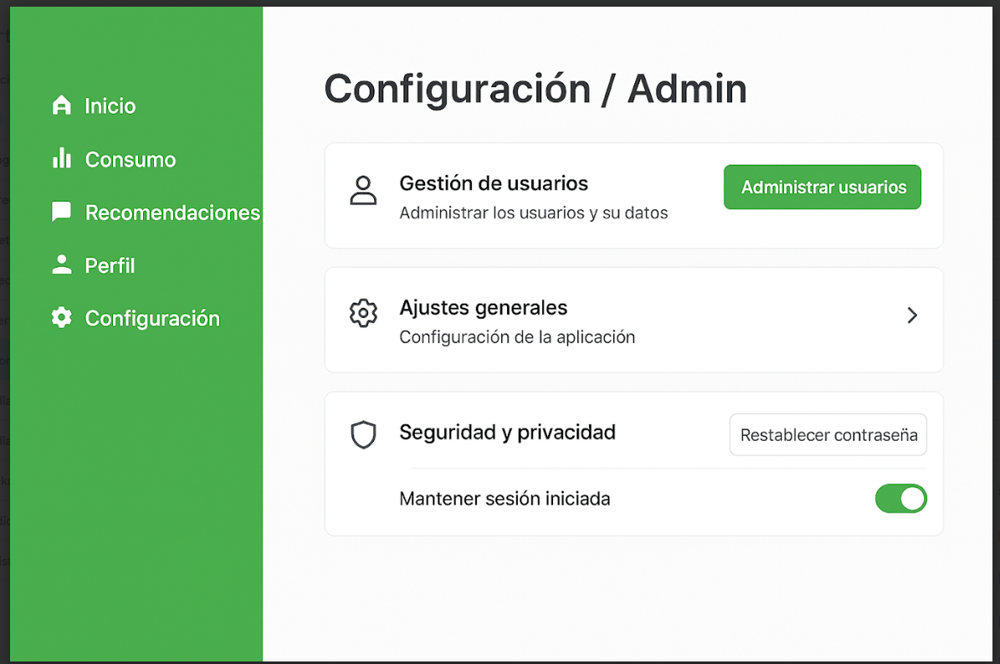 Inicio
Consumo
Recomendaciones
Perfil
Configuración
Configuración / Admin
Gestión de usuarios
Administrar los usuarios y su datos
Administrar usuarios
Ajustes generales
Configuración de la aplicación
Seguridad y privacidad
Restablecer contraseña
Mantener sesión iniciada